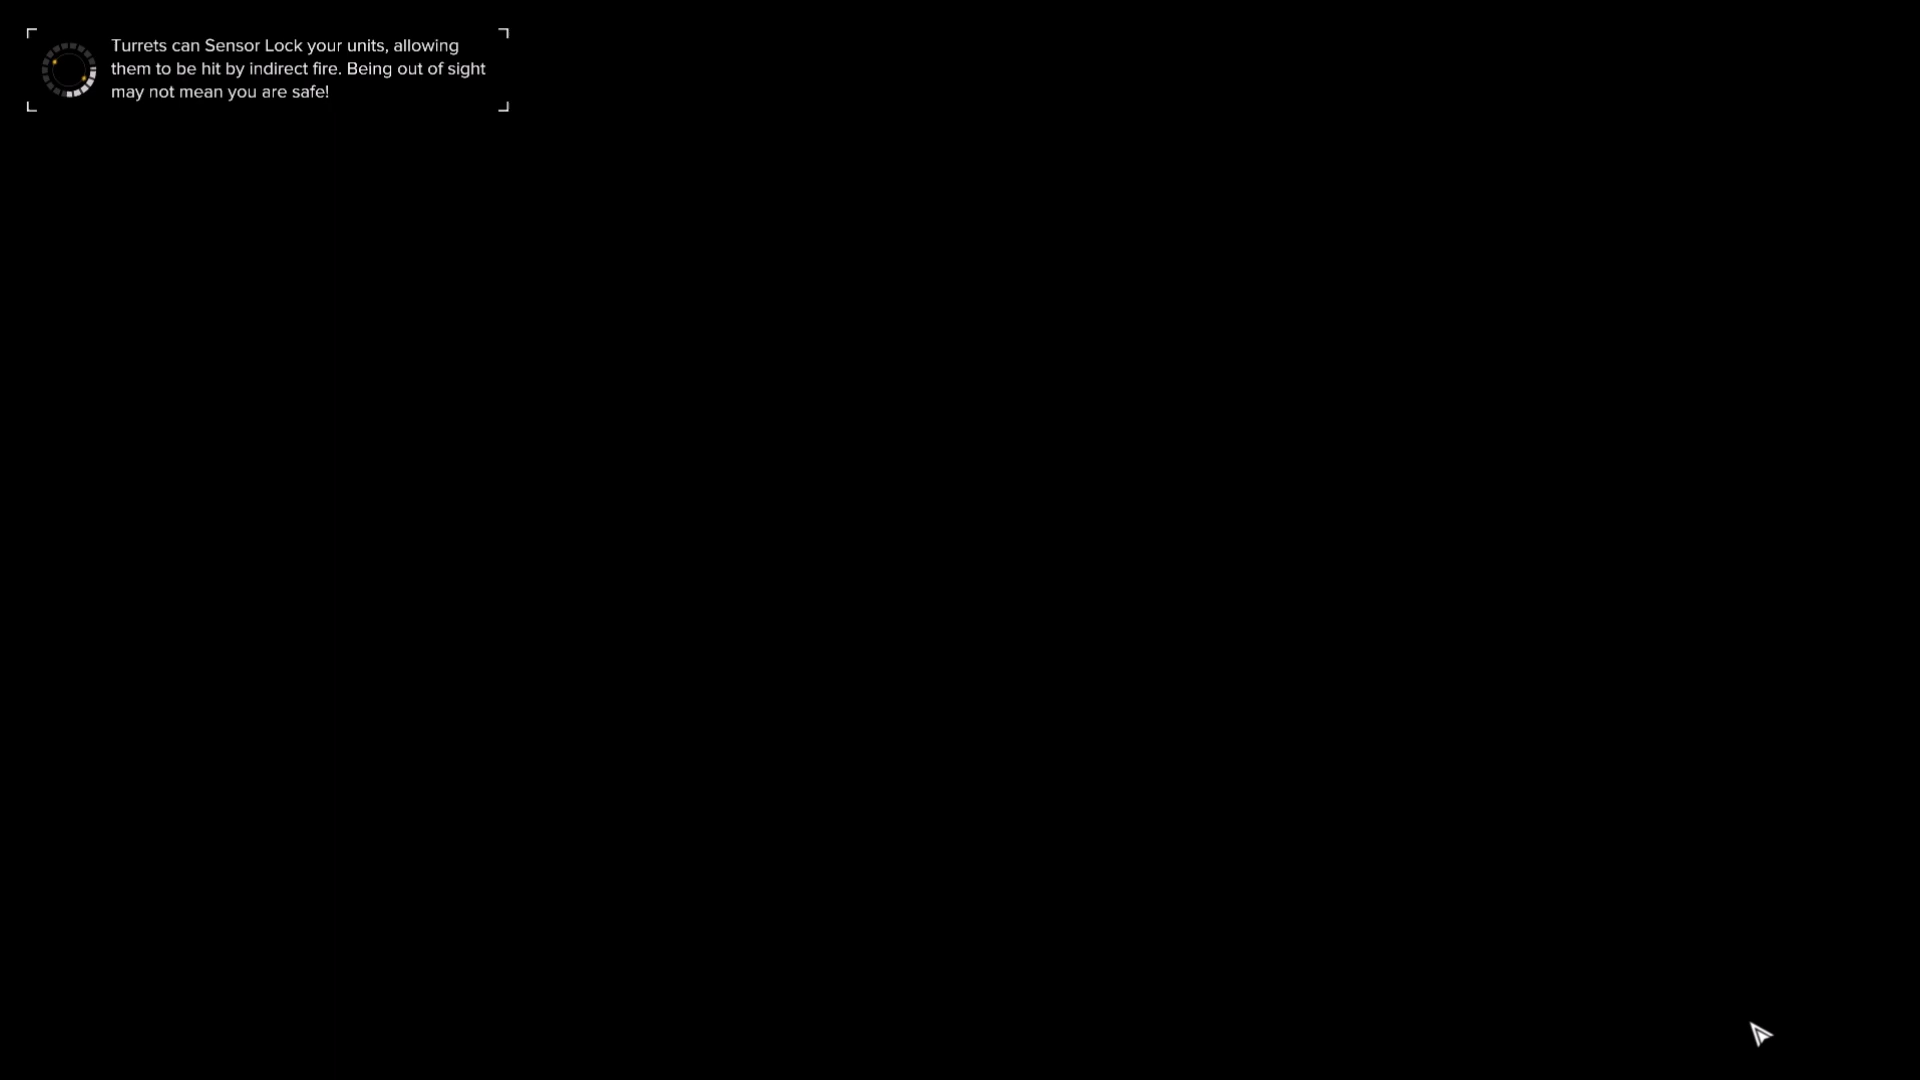 Turrets can Sensor Lock your units, allowing
them to be hit by indirect fire. Being out of sight
may not mean you are safe!